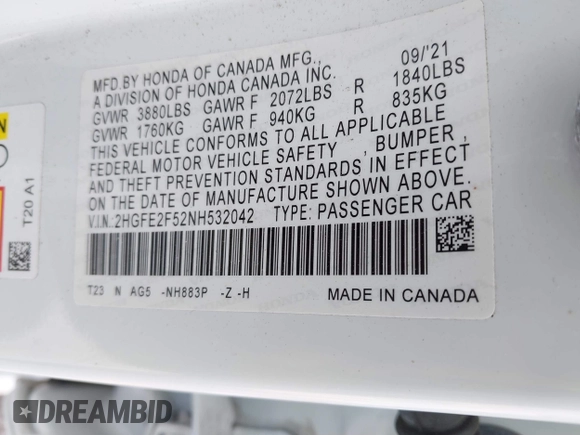 MFD.BY HONDA OF CANADA MFG., 09/'21
A DIVISION OF HONDA CANADA INC.
GVWR 3880LBS GAWR F 2072LBS R 1840LBS
GVWR 1760KG GAWR F 940KG R 835KG
THIS VEHICLE CONFORMS TO ALL APPLICABLE
FEDERAL MOTOR VEHICLE SAFETY , BUMPER,
AND THEFT PREVENTION STANDARDS IN EFFECT
ON THE DATE OF MANUFACTURE SHOWN ABOVE.
V.I.N: 2HGFE2F52NH532042 TYPE: PASSENGER CAR
T23 N AG5 -NH883P -Z -H MADE IN CANADA
T20 A1
DREAMBID